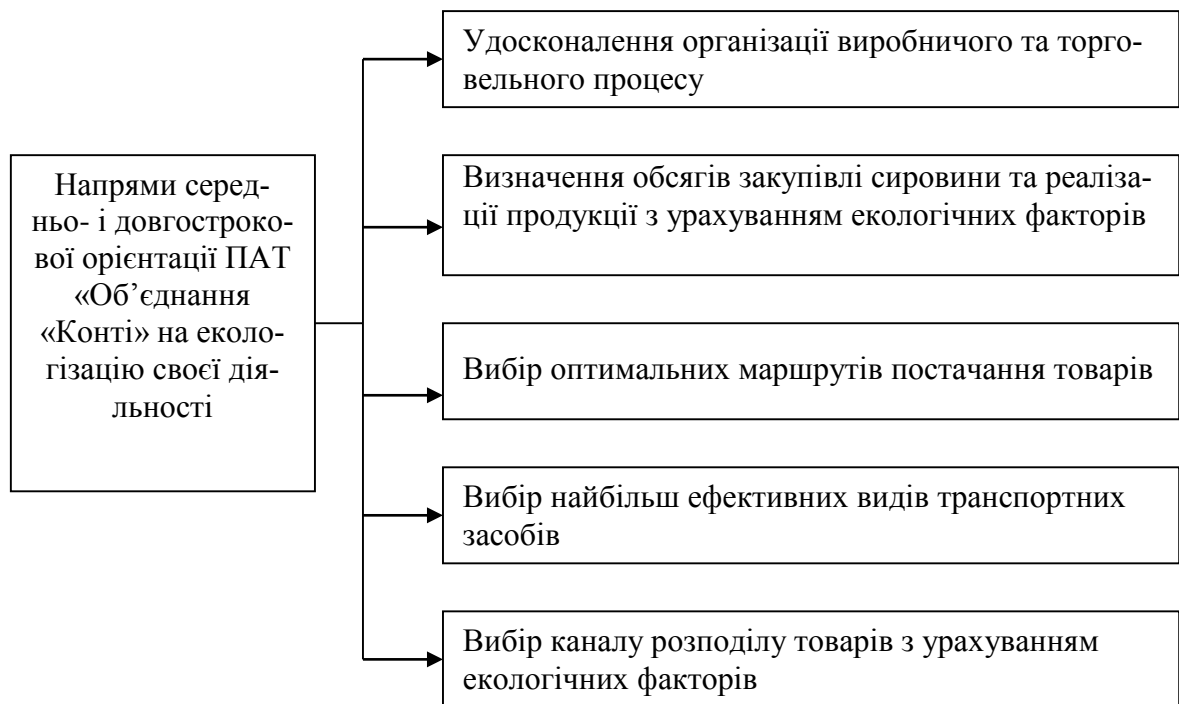 Напрями серед-
ньо- і довгостроко-
вої орієнтації ПАТ
«Об’єднання
«Конті» на еколо-
гізацію своєї дія-
льності
Удосконалення організації виробничого та торго-
вельного процесу
Визначення обсягів закупівлі сировини та реаліза-
ції продукції з урахуванням екологічних факторів
Вибір оптимальних маршрутів постачання товарів
Вибір найбільш ефективних видів транспортних
засобів
Вибір каналу розподілу товарів з урахуванням
екологічних факторів